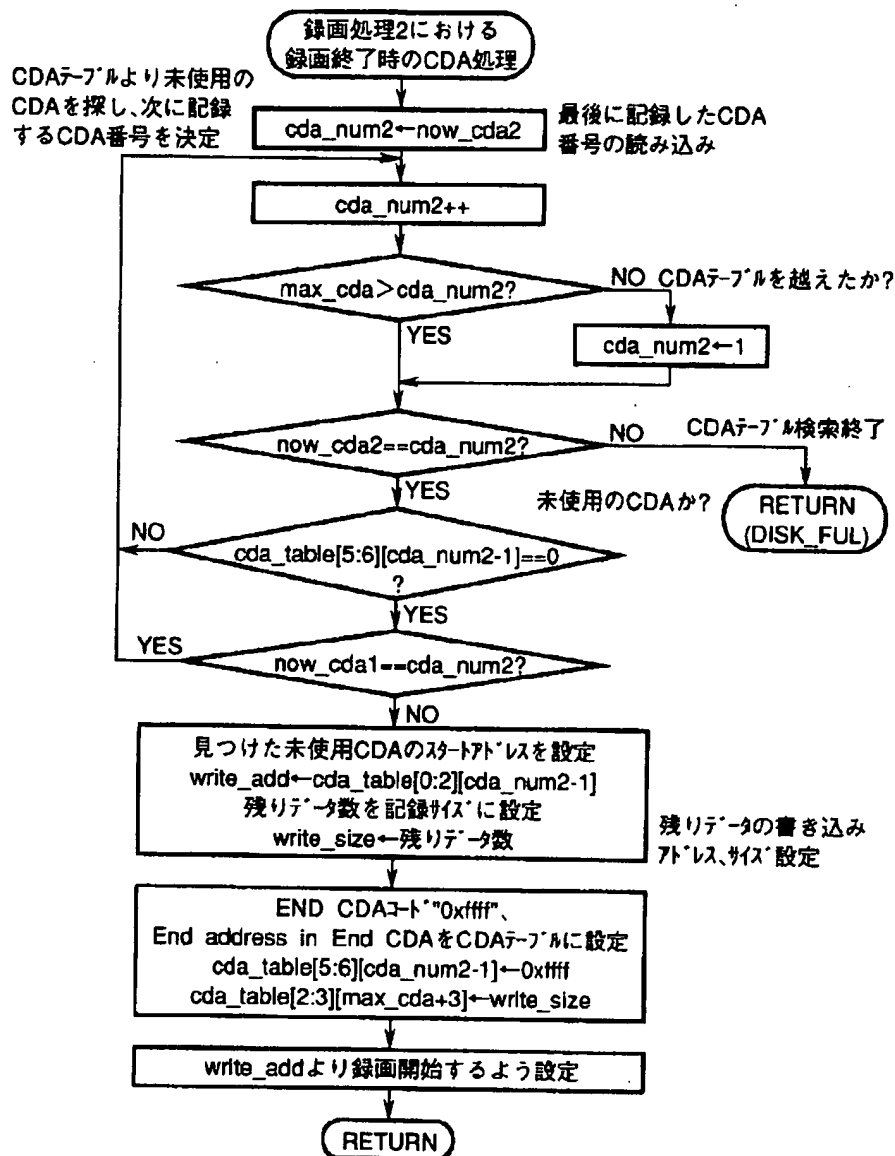 録画処理2における
録画終了時のCDA処理
CDAテーブルより未使用の
CDAを探し、次に記録
するCDA番号を決定
cda_num2←now_cda2
最後に記録したCDA
番号の読み込み
cda_num2++
max_cda>cda_num2?
NO CDAテーブルを越えたか?
YES
cda_num2←1
now_cda2==cda_num2?
NO
CDAテーブル検索終了
YES
未使用のCDAか?
RETURN
(DISK_FUL)
NO
cda_table[5:6][cda_num2-1]==0
?
YES
YES
now_cda1==cda_num2?
NO
見つけた未使用CDAのスタートアドレスを設定
write_add←cda_table[0:2][cda_num2-1]
残りデータ数を記録サイズに設定
write_size←残りデータ数
残りデータの書き込み
アドレス、サイズ設定
END CDAコード"0xffff"、
End address in End CDAをCDAテーブルに設定
cda_table[5:6][cda_num2-1]←0xffff
cda_table[2:3][max_cda+3]←write_size
write_addより録画開始するよう設定
RETURN